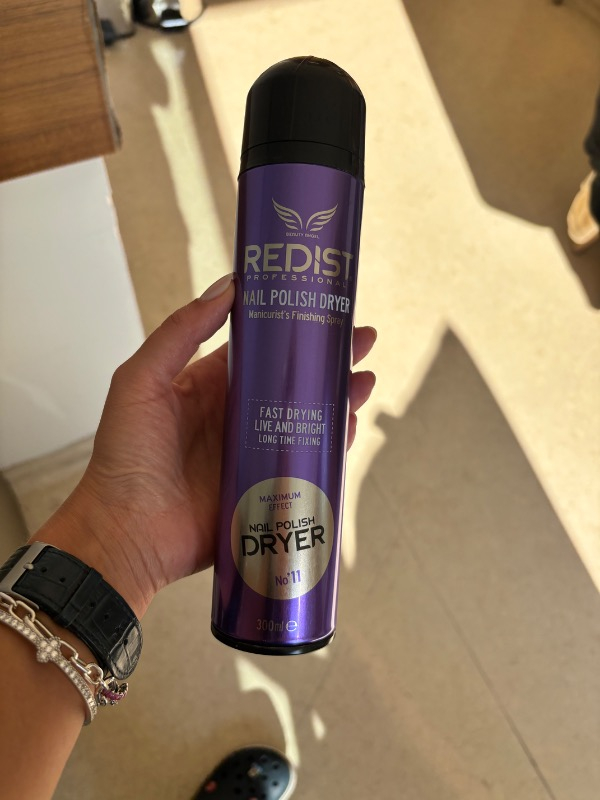 BEAUTY REGAL
REDIST
PROFESSIONAL
NAIL POLISH DRYER
Manicurist's Finishing Spray
FAST DRYING
LIVE AND BRIGHT
LONG TIME FIXING
MAXIMUM
EFFECT
NAIL POLISH
DRYER
No'11
300ml ℮